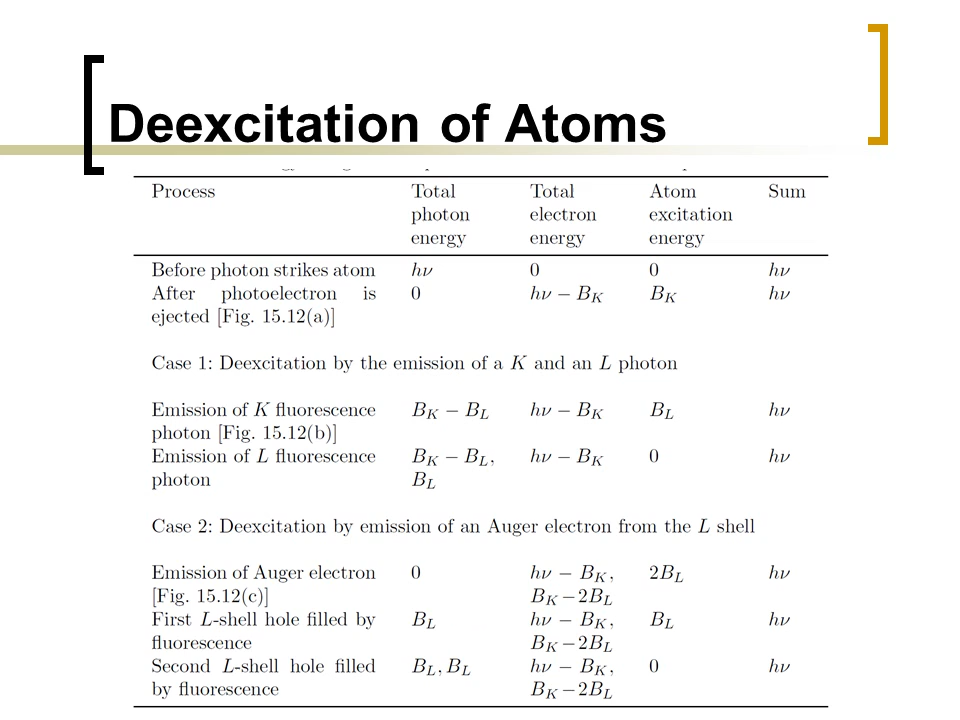 Deexcitation of Atoms
Process Total Total Atom Sum
photon electron excitation
energy energy energy
Before photon strikes atom hν 0 0 hν
After photoelectron is 0 hν − B_K B_K hν
ejected [Fig. 15.12(a)]
Case 1: Deexcitation by the emission of a K and an L photon
Emission of K fluorescence B_K − B_L hν − B_K B_L hν
photon [Fig. 15.12(b)]
Emission of L fluorescence B_K − B_L, hν − B_K 0 hν
photon B_L
Case 2: Deexcitation by emission of an Auger electron from the L shell
Emission of Auger electron 0 hν − B_K, 2B_L hν
[Fig. 15.12(c)] B_K−2B_L
First L-shell hole filled by B_L hν − B_K, B_L hν
fluorescence B_K−2B_L
Second L-shell hole filled B_L, B_L hν − B_K, 0 hν
by fluorescence B_K−2B_L